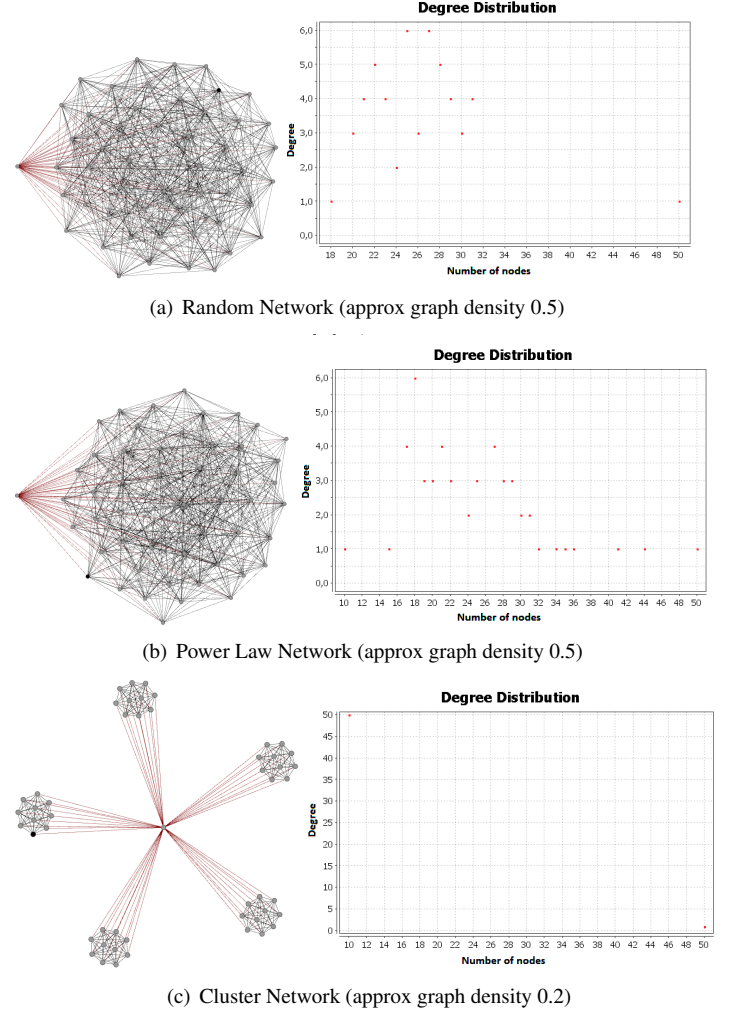 Degree Distribution
6,0
5,0
4,0
3,0
2,0
1,0
0,0
Degree
18 20 22 24 26 28 30 32 34 36 38 40 42 44 46 48 50
Number of nodes
(a) Random Network (approx graph density 0.5)
Degree Distribution
6,0
5,0
4,0
3,0
2,0
1,0
0,0
Degree
10 12 14 16 18 20 22 24 26 28 30 32 34 36 38 40 42 44 46 48 50
Number of nodes
(b) Power Law Network (approx graph density 0.5)
Degree Distribution
50
45
40
35
30
25
20
15
10
5
0
Degree
10 12 14 16 18 20 22 24 26 28 30 32 34 36 38 40 42 44 46 48 50
Number of nodes
(c) Cluster Network (approx graph density 0.2)